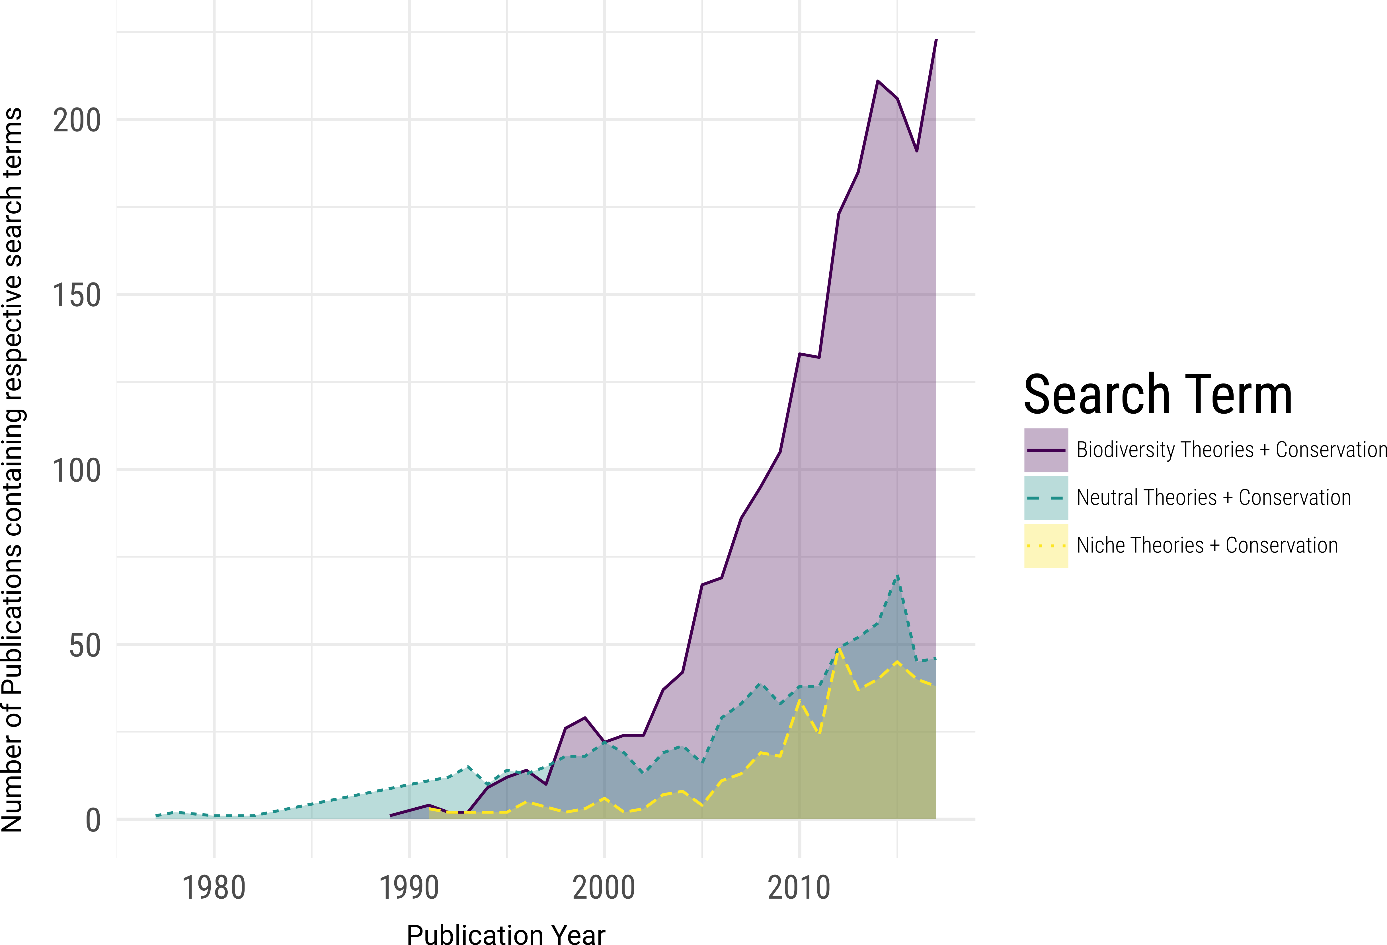 Number of Publications containing respective search terms
200
150
100
50
0
1980 1990 2000 2010
Publication Year
Search Term
Biodiversity Theories + Conservation
Neutral Theories + Conservation
Niche Theories + Conservation